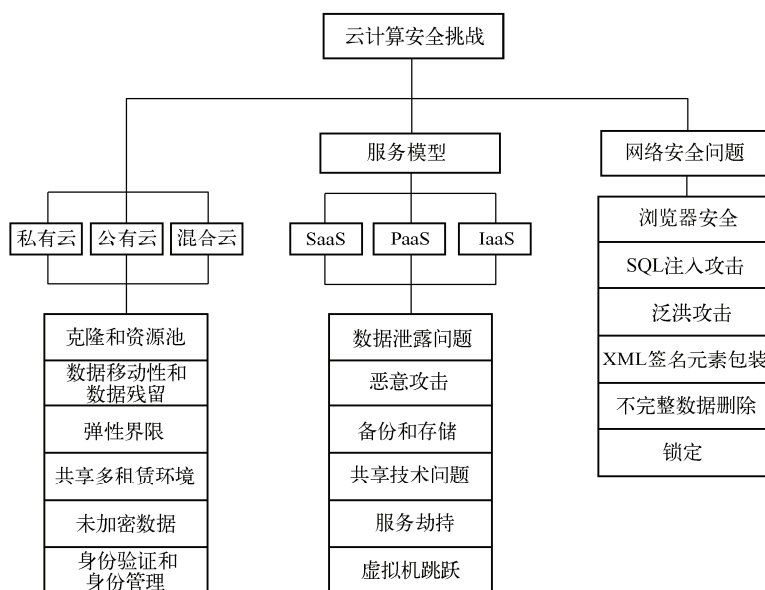 云计算安全挑战
服务模型
网络安全问题
私有云
公有云
混合云
SaaS
PaaS
IaaS
克隆和资源池
数据移动性和
数据残留
弹性界限
共享多租赁环境
未加密数据
身份验证和
身份管理
数据泄露问题
恶意攻击
备份和存储
共享技术问题
服务劫持
虚拟机跳跃
浏览器安全
SQL注入攻击
泛洪攻击
XML签名元素包装
不完整数据删除
锁定